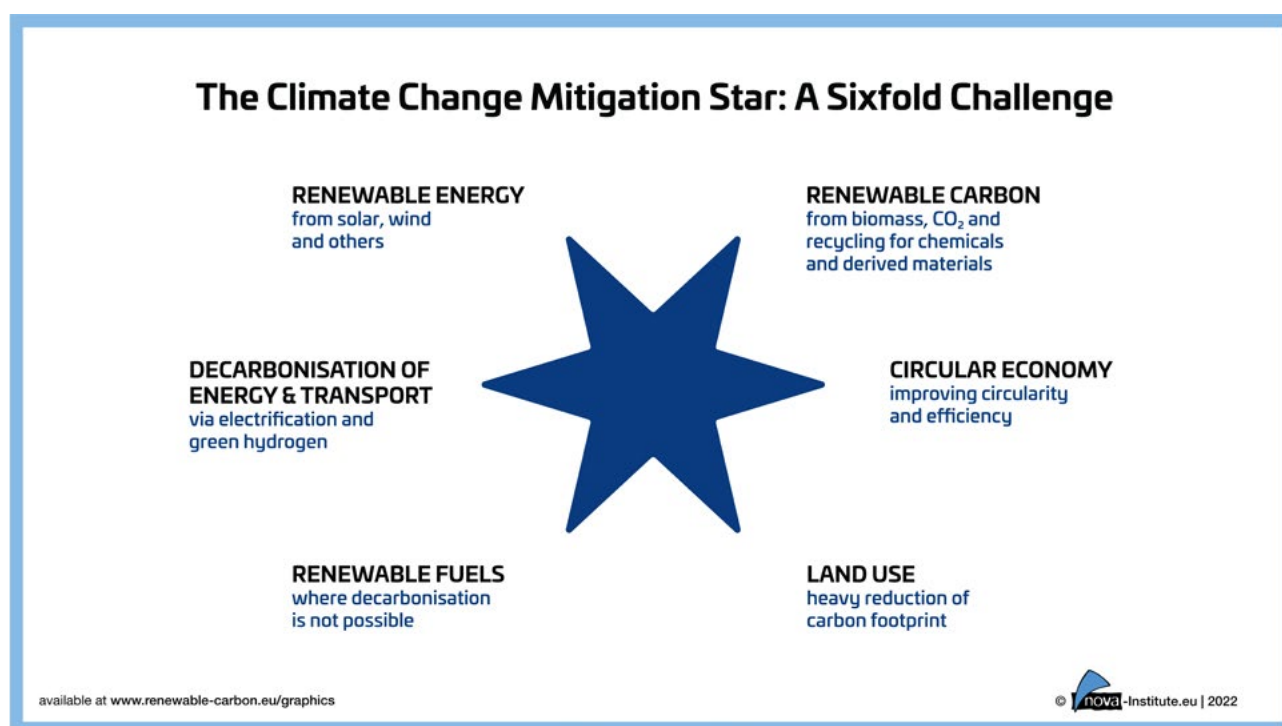 The Climate Change Mitigation Star: A Sixfold Challenge
RENEWABLE ENERGY
from solar, wind
and others
RENEWABLE CARBON
from biomass, CO₂ and
recycling for chemicals
and derived materials
DECARBONISATION OF
ENERGY & TRANSPORT
via electrification and
green hydrogen
CIRCULAR ECONOMY
improving circularity
and efficiency
RENEWABLE FUELS
where decarbonisation
is not possible
LAND USE
heavy reduction of
carbon footprint
available at www.renewable-carbon.eu/graphics
© nova-Institute.eu | 2022